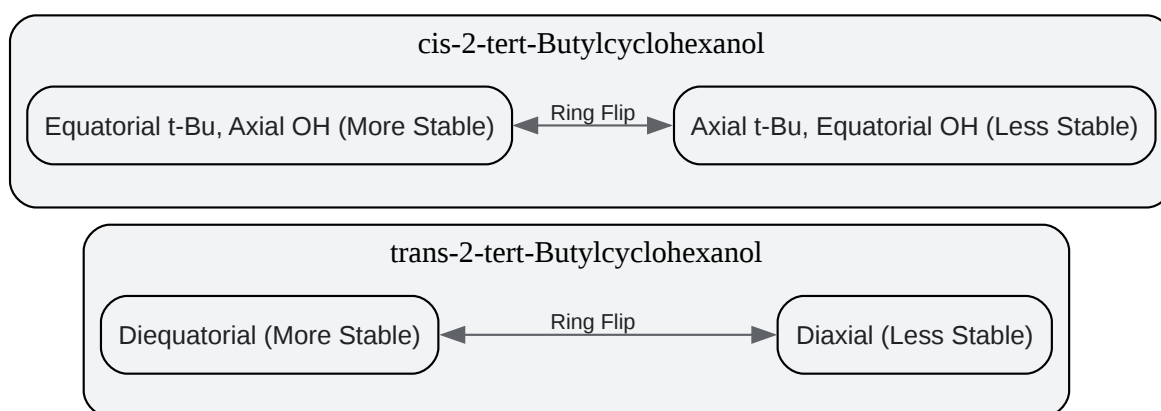 cis-2-tert-Butylcyclohexanol
Equatorial t-Bu, Axial OH (More Stable)
Ring Flip
Axial t-Bu, Equatorial OH (Less Stable)
trans-2-tert-Butylcyclohexanol
Diequatorial (More Stable)
Ring Flip
Diaxial (Less Stable)